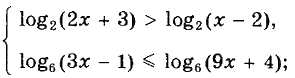 log₂(2x + 3) > log₂(x − 2),
log₆(3x − 1) ⩽ log₆(9x + 4);